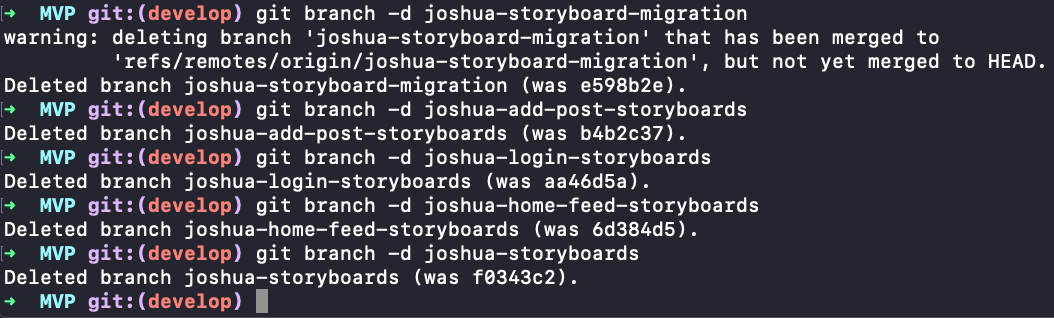 ➜  MVP git:(develop) git branch -d joshua-storyboard-migration
warning: deleting branch 'joshua-storyboard-migration' that has been merged to
         'refs/remotes/origin/joshua-storyboard-migration', but not yet merged to HEAD.
Deleted branch joshua-storyboard-migration (was e598b2e).
➜  MVP git:(develop) git branch -d joshua-add-post-storyboards
Deleted branch joshua-add-post-storyboards (was b4b2c37).
➜  MVP git:(develop) git branch -d joshua-login-storyboards
Deleted branch joshua-login-storyboards (was aa46d5a).
➜  MVP git:(develop) git branch -d joshua-home-feed-storyboards
Deleted branch joshua-home-feed-storyboards (was 6d384d5).
➜  MVP git:(develop) git branch -d joshua-storyboards
Deleted branch joshua-storyboards (was f0343c2).
➜  MVP git:(develop)